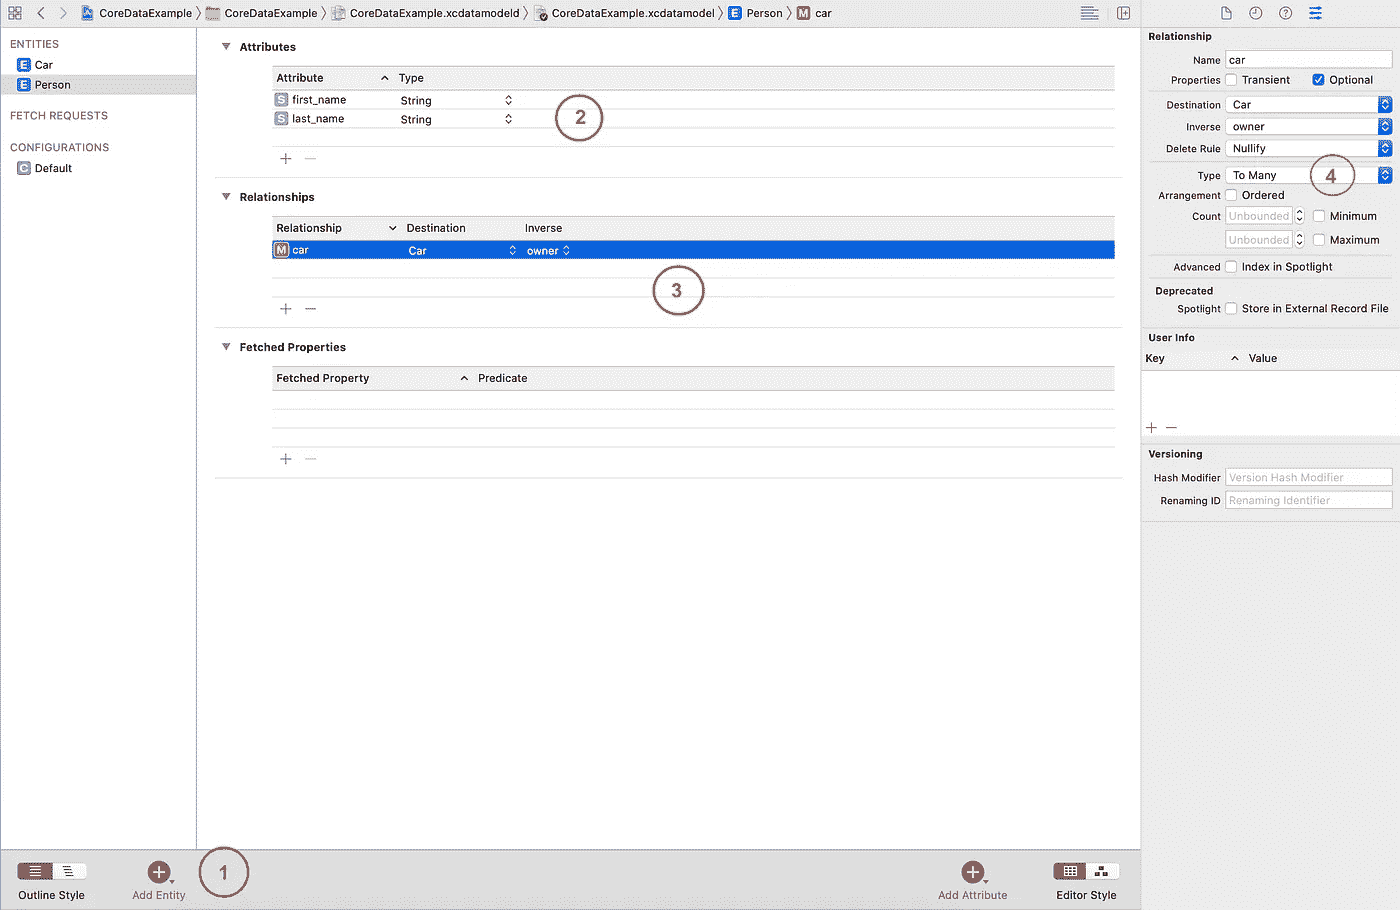 CoreDataExample CoreDataExample CoreDataExample.xcdatamodeld CoreDataExample.xcdatamodel E Person M car
ENTITIES
E Car
E Person
FETCH REQUESTS
CONFIGURATIONS
C Default
Attributes
Attribute Type
S first_name String
S last_name String
2
Relationships
Relationship Destination Inverse
M car Car owner
3
Fetched Properties
Fetched Property Predicate
Relationship
Name car
Properties Transient Optional
Destination Car
Inverse owner
Delete Rule Nullify
Type To Many
4
Arrangement Ordered
Count Unbounded Minimum
Unbounded Maximum
Advanced Index in Spotlight
Deprecated
Spotlight Store in External Record File
User Info
Key Value
Versioning
Hash Modifier Version Hash Modifier
Renaming ID Renaming Identifier
1
Outline Style Add Entity Add Attribute Editor Style